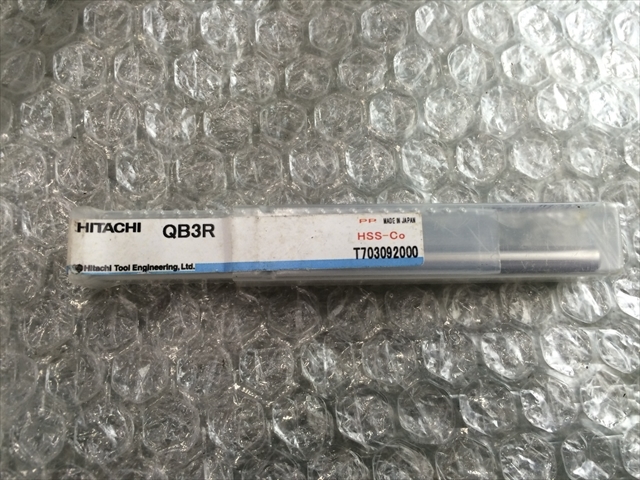 HITACHI QB3R
PP MADE IN JAPAN
HSS-Co
T703092000
Hitachi Tool Engineering, Ltd.